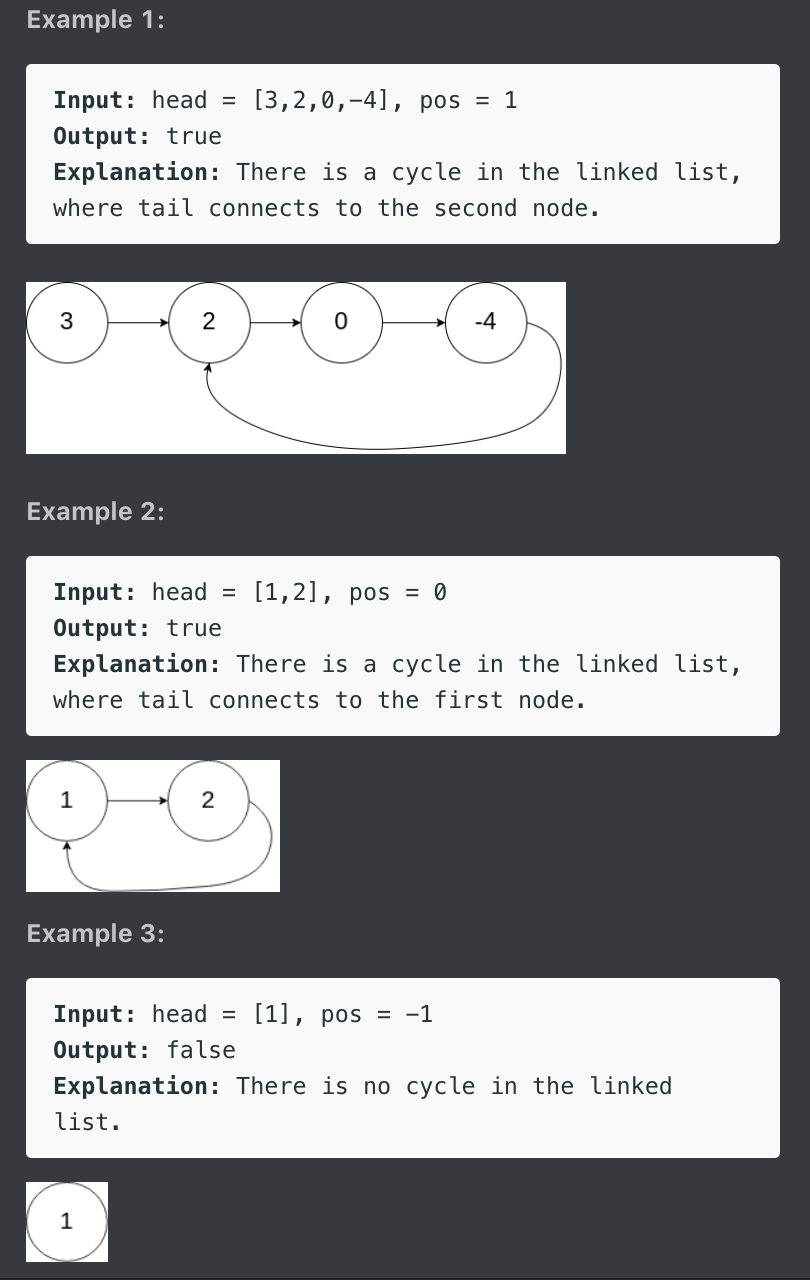 Example 1:
Input: head = [3,2,0,-4], pos = 1
Output: true
Explanation: There is a cycle in the linked list,
where tail connects to the second node.
3 2 0 -4
Example 2:
Input: head = [1,2], pos = 0
Output: true
Explanation: There is a cycle in the linked list,
where tail connects to the first node.
1 2
Example 3:
Input: head = [1], pos = -1
Output: false
Explanation: There is no cycle in the linked
list.
1